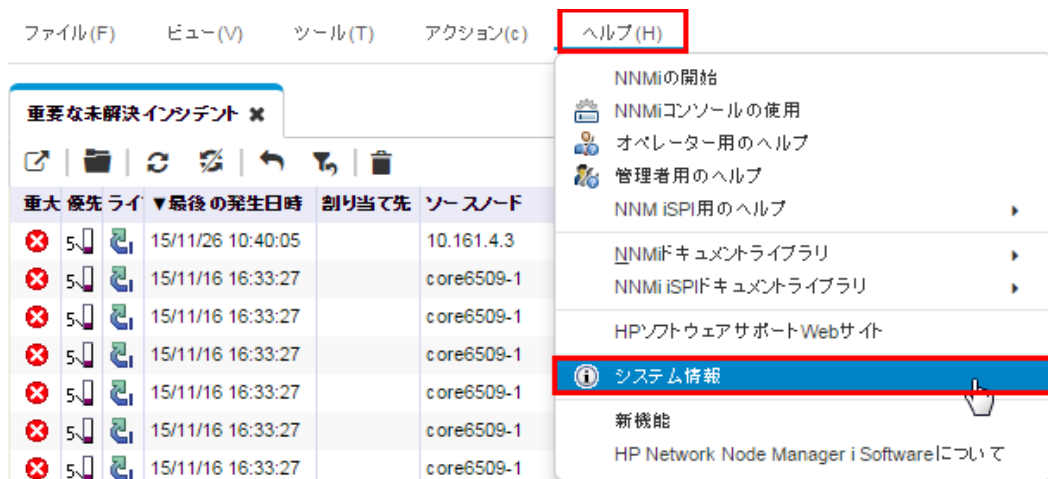 ファイル(F) ビュー(V) ツール(T) アクション(c) ヘルプ(H)
重要な未解決インシデント
重大 優先 ライ ▼最後の発生日時 割り当て先 ソースノード
5 15/11/26 10:40:05 10.161.4.3
5 15/11/16 16:33:27 core6509-1
5 15/11/16 16:33:27 core6509-1
5 15/11/16 16:33:27 core6509-1
5 15/11/16 16:33:27 core6509-1
5 15/11/16 16:33:27 core6509-1
5 15/11/16 16:33:27 core6509-1
NNMiの開始
NNMiコンソールの使用
オペレーター用のヘルプ
管理者用のヘルプ
NNM iSPI用のヘルプ
NNMiドキュメントライブラリ
NNMi iSPIドキュメントライブラリ
HPソフトウェアサポートWebサイト
システム情報
新機能
HP Network Node Manager i Softwareについて